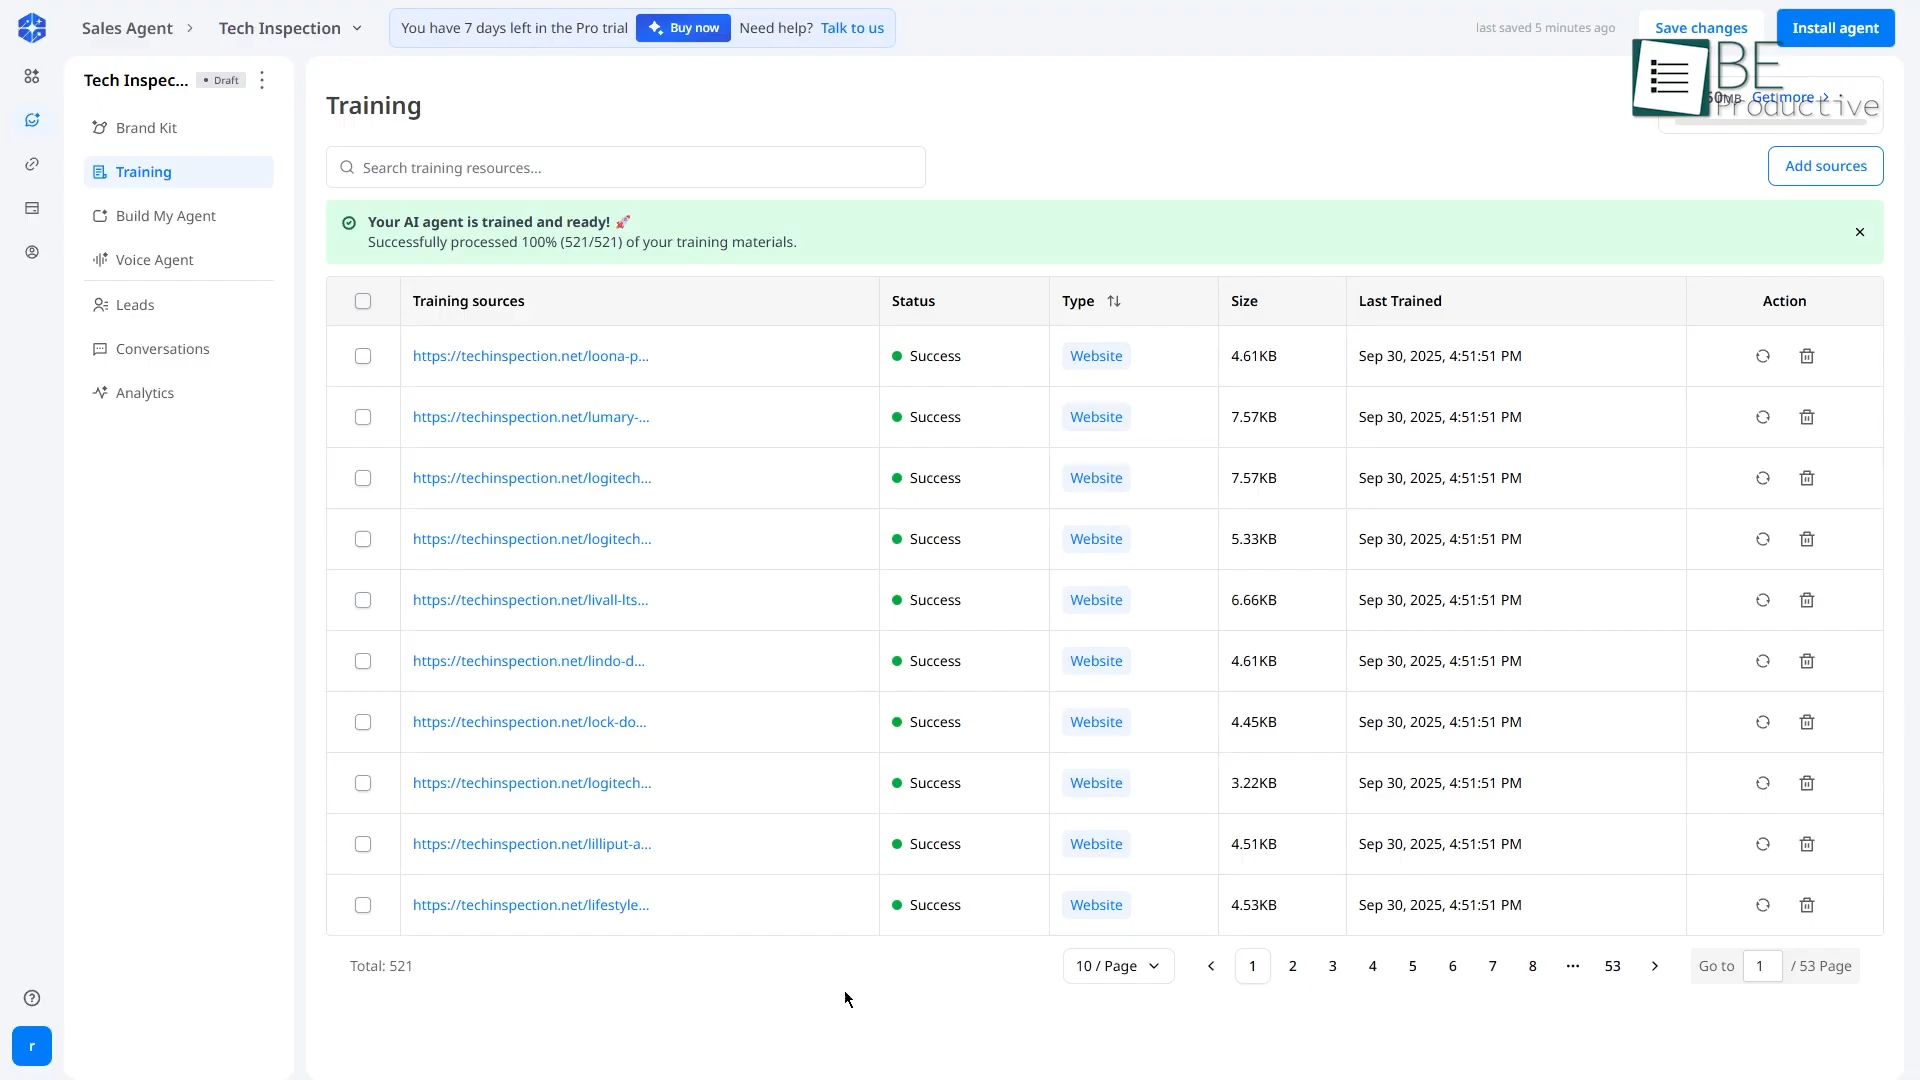 Sales Agent
Tech Inspection
You have 7 days left in the Pro trial
Buy now
Need help? Talk to us
last saved 5 minutes ago
Save changes
Install agent
Tech Inspec...
Draft
Brand Kit
Training
Build My Agent
Voice Agent
Leads
Conversations
Analytics
r
Training
MB
Get more
BE
Productive
Search training resources...
Add sources
Your AI agent is trained and ready! 🚀
Successfully processed 100% (521/521) of your training materials.
Training sources Status Type Size Last Trained Action
https://techinspection.net/loona-p... Success Website 4.61KB Sep 30, 2025, 4:51:51 PM
https://techinspection.net/lumary-... Success Website 7.57KB Sep 30, 2025, 4:51:51 PM
https://techinspection.net/logitech... Success Website 7.57KB Sep 30, 2025, 4:51:51 PM
https://techinspection.net/logitech... Success Website 5.33KB Sep 30, 2025, 4:51:51 PM
https://techinspection.net/livall-lts... Success Website 6.66KB Sep 30, 2025, 4:51:51 PM
https://techinspection.net/lindo-d... Success Website 4.61KB Sep 30, 2025, 4:51:51 PM
https://techinspection.net/lock-do... Success Website 4.45KB Sep 30, 2025, 4:51:51 PM
https://techinspection.net/logitech... Success Website 3.22KB Sep 30, 2025, 4:51:51 PM
https://techinspection.net/lilliput-a... Success Website 4.51KB Sep 30, 2025, 4:51:51 PM
https://techinspection.net/lifestyle... Success Website 4.53KB Sep 30, 2025, 4:51:51 PM
Total: 521
10 / Page
1 2 3 4 5 6 7 8 ••• 53
Go to 1 / 53 Page